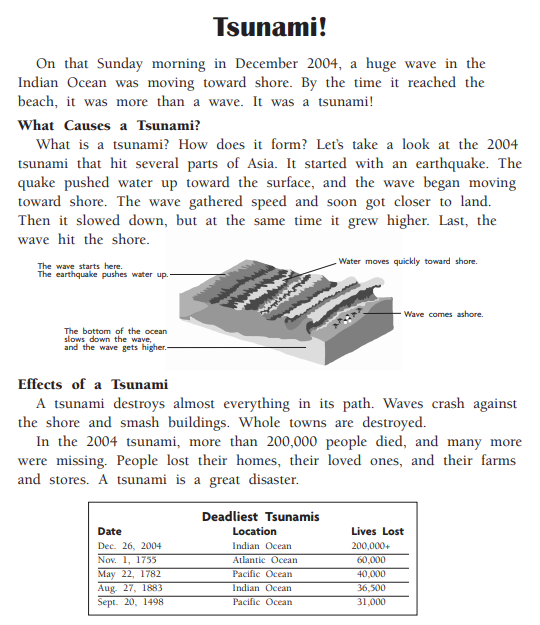 Tsunami!
On that Sunday morning in December 2004, a huge wave in the
Indian Ocean was moving toward shore. By the time it reached the
beach, it was more than a wave. It was a tsunami!
What Causes a Tsunami?
What is a tsunami? How does it form? Let's take a look at the 2004
tsunami that hit several parts of Asia. It started with an earthquake. The
quake pushed water up toward the surface, and the wave began moving
toward shore. The wave gathered speed and soon got closer to land.
Then it slowed down, but at the same time it grew higher. Last, the
wave hit the shore.
The wave starts here.
The earthquake pushes water up.
Water moves quickly toward shore.
Wave comes ashore.
The bottom of the ocean
slows down the wave,
and the wave gets higher.
Effects of a Tsunami
A tsunami destroys almost everything in its path. Waves crash against
the shore and smash buildings. Whole towns are destroyed.
In the 2004 tsunami, more than 200,000 people died, and many more
were missing. People lost their homes, their loved ones, and their farms
and stores. A tsunami is a great disaster.
Deadliest Tsunamis
Date Location Lives Lost
Dec. 26, 2004 Indian Ocean 200,000+
Nov. 1, 1755 Atlantic Ocean 60,000
May 22, 1782 Pacific Ocean 40,000
Aug. 27, 1883 Indian Ocean 36,500
Sept. 20, 1498 Pacific Ocean 31,000